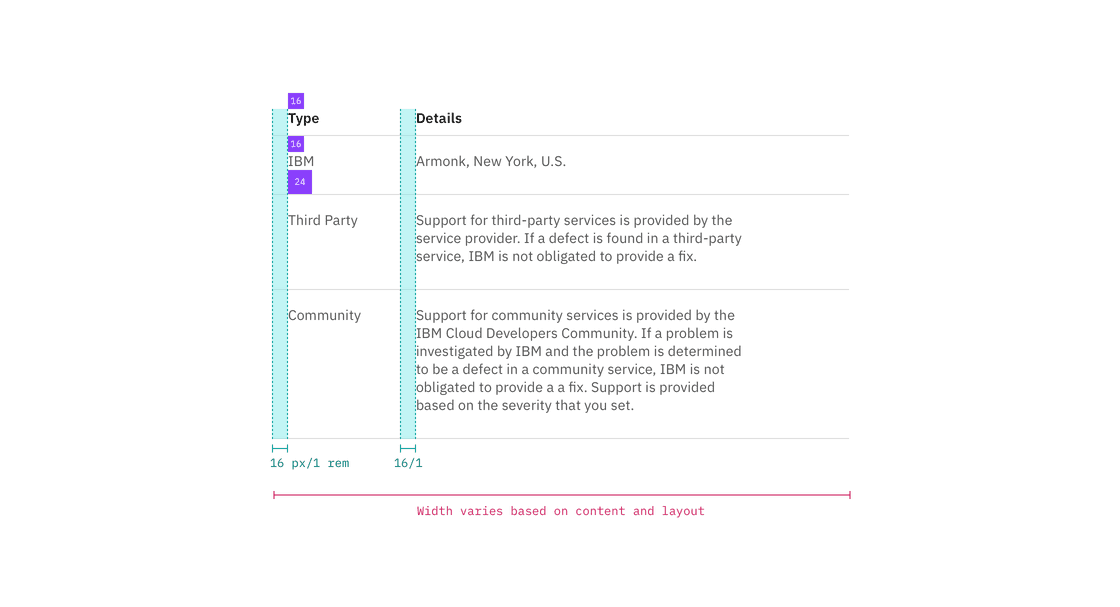 16
Type
Details
16
IBM
Armonk, New York, U.S.
24
Third Party
Support for third-party services is provided by the
service provider. If a defect is found in a third-party
service, IBM is not obligated to provide a fix.
Community
Support for community services is provided by the
IBM Cloud Developers Community. If a problem is
investigated by IBM and the problem is determined
to be a defect in a community service, IBM is not
obligated to provide a a fix. Support is provided
based on the severity that you set.
16 px/1 rem
16/1
Width varies based on content and layout